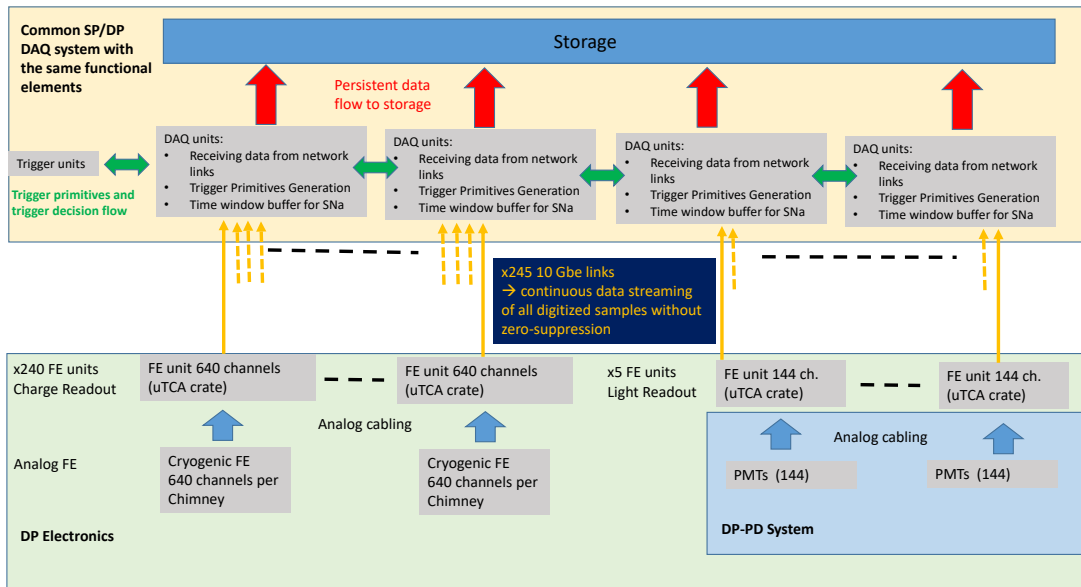 Common SP/DP
DAQ system with
the same functional
elements
Storage
Persistent data
flow to storage
Trigger units
Trigger primitives and
trigger decision flow
DAQ units:
• Receiving data from network
links
• Trigger Primitives Generation
• Time window buffer for SNa
DAQ units:
• Receiving data from network
links
• Trigger Primitives Generation
• Time window buffer for SNa
DAQ units:
• Receiving data from network
links
• Trigger Primitives Generation
• Time window buffer for SNa
DAQ units:
• Receiving data from network
links
• Trigger Primitives Generation
• Time window buffer for SNa
x245 10 Gbe links
→ continuous data streaming
of all digitized samples without
zero-suppression
x240 FE units
Charge Readout
FE unit 640 channels
(uTCA crate)
FE unit 640 channels
(uTCA crate)
x5 FE units
Light Readout
FE unit 144 ch.
(uTCA crate)
FE unit 144 ch.
(uTCA crate)
Analog cabling
Analog cabling
Analog FE
Cryogenic FE
640 channels per
Chimney
Cryogenic FE
640 channels per
Chimney
PMTs (144)
PMTs (144)
DP Electronics
DP-PD System